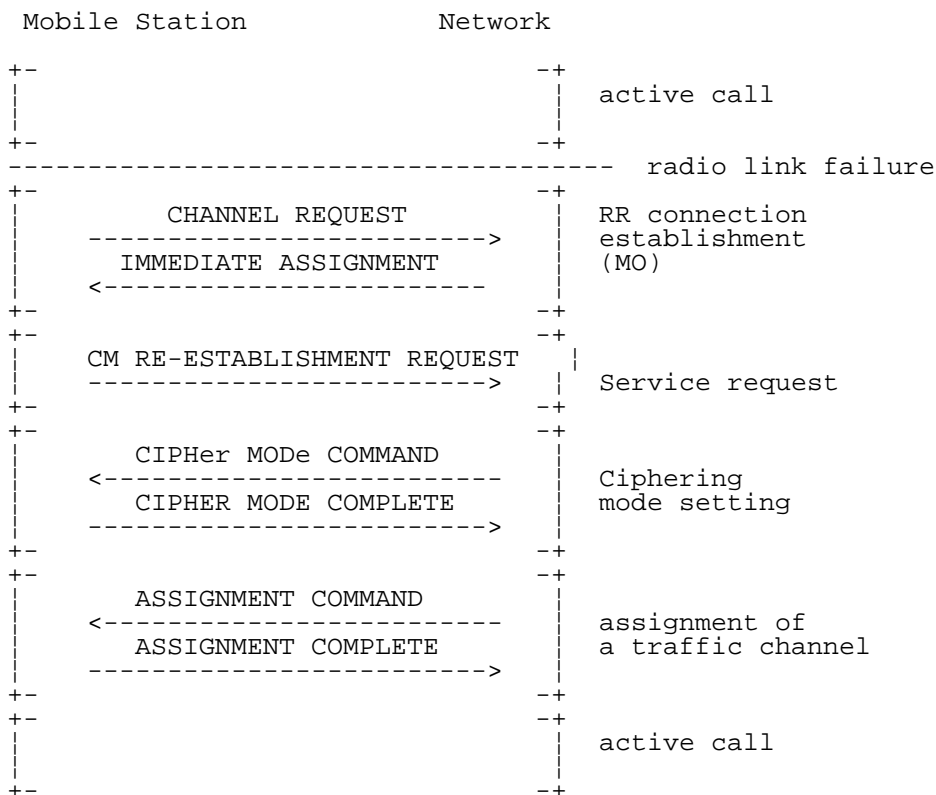 Mobile Station Network
active call
radio link failure
CHANNEL REQUEST RR connection
establishment
IMMEDIATE ASSIGNMENT (MO)
CM RE-ESTABLISHMENT REQUEST
Service request
CIPHer MODe COMMAND
Ciphering
CIPHER MODE COMPLETE mode setting
ASSIGNMENT COMMAND
assignment of
ASSIGNMENT COMPLETE a traffic channel
active call